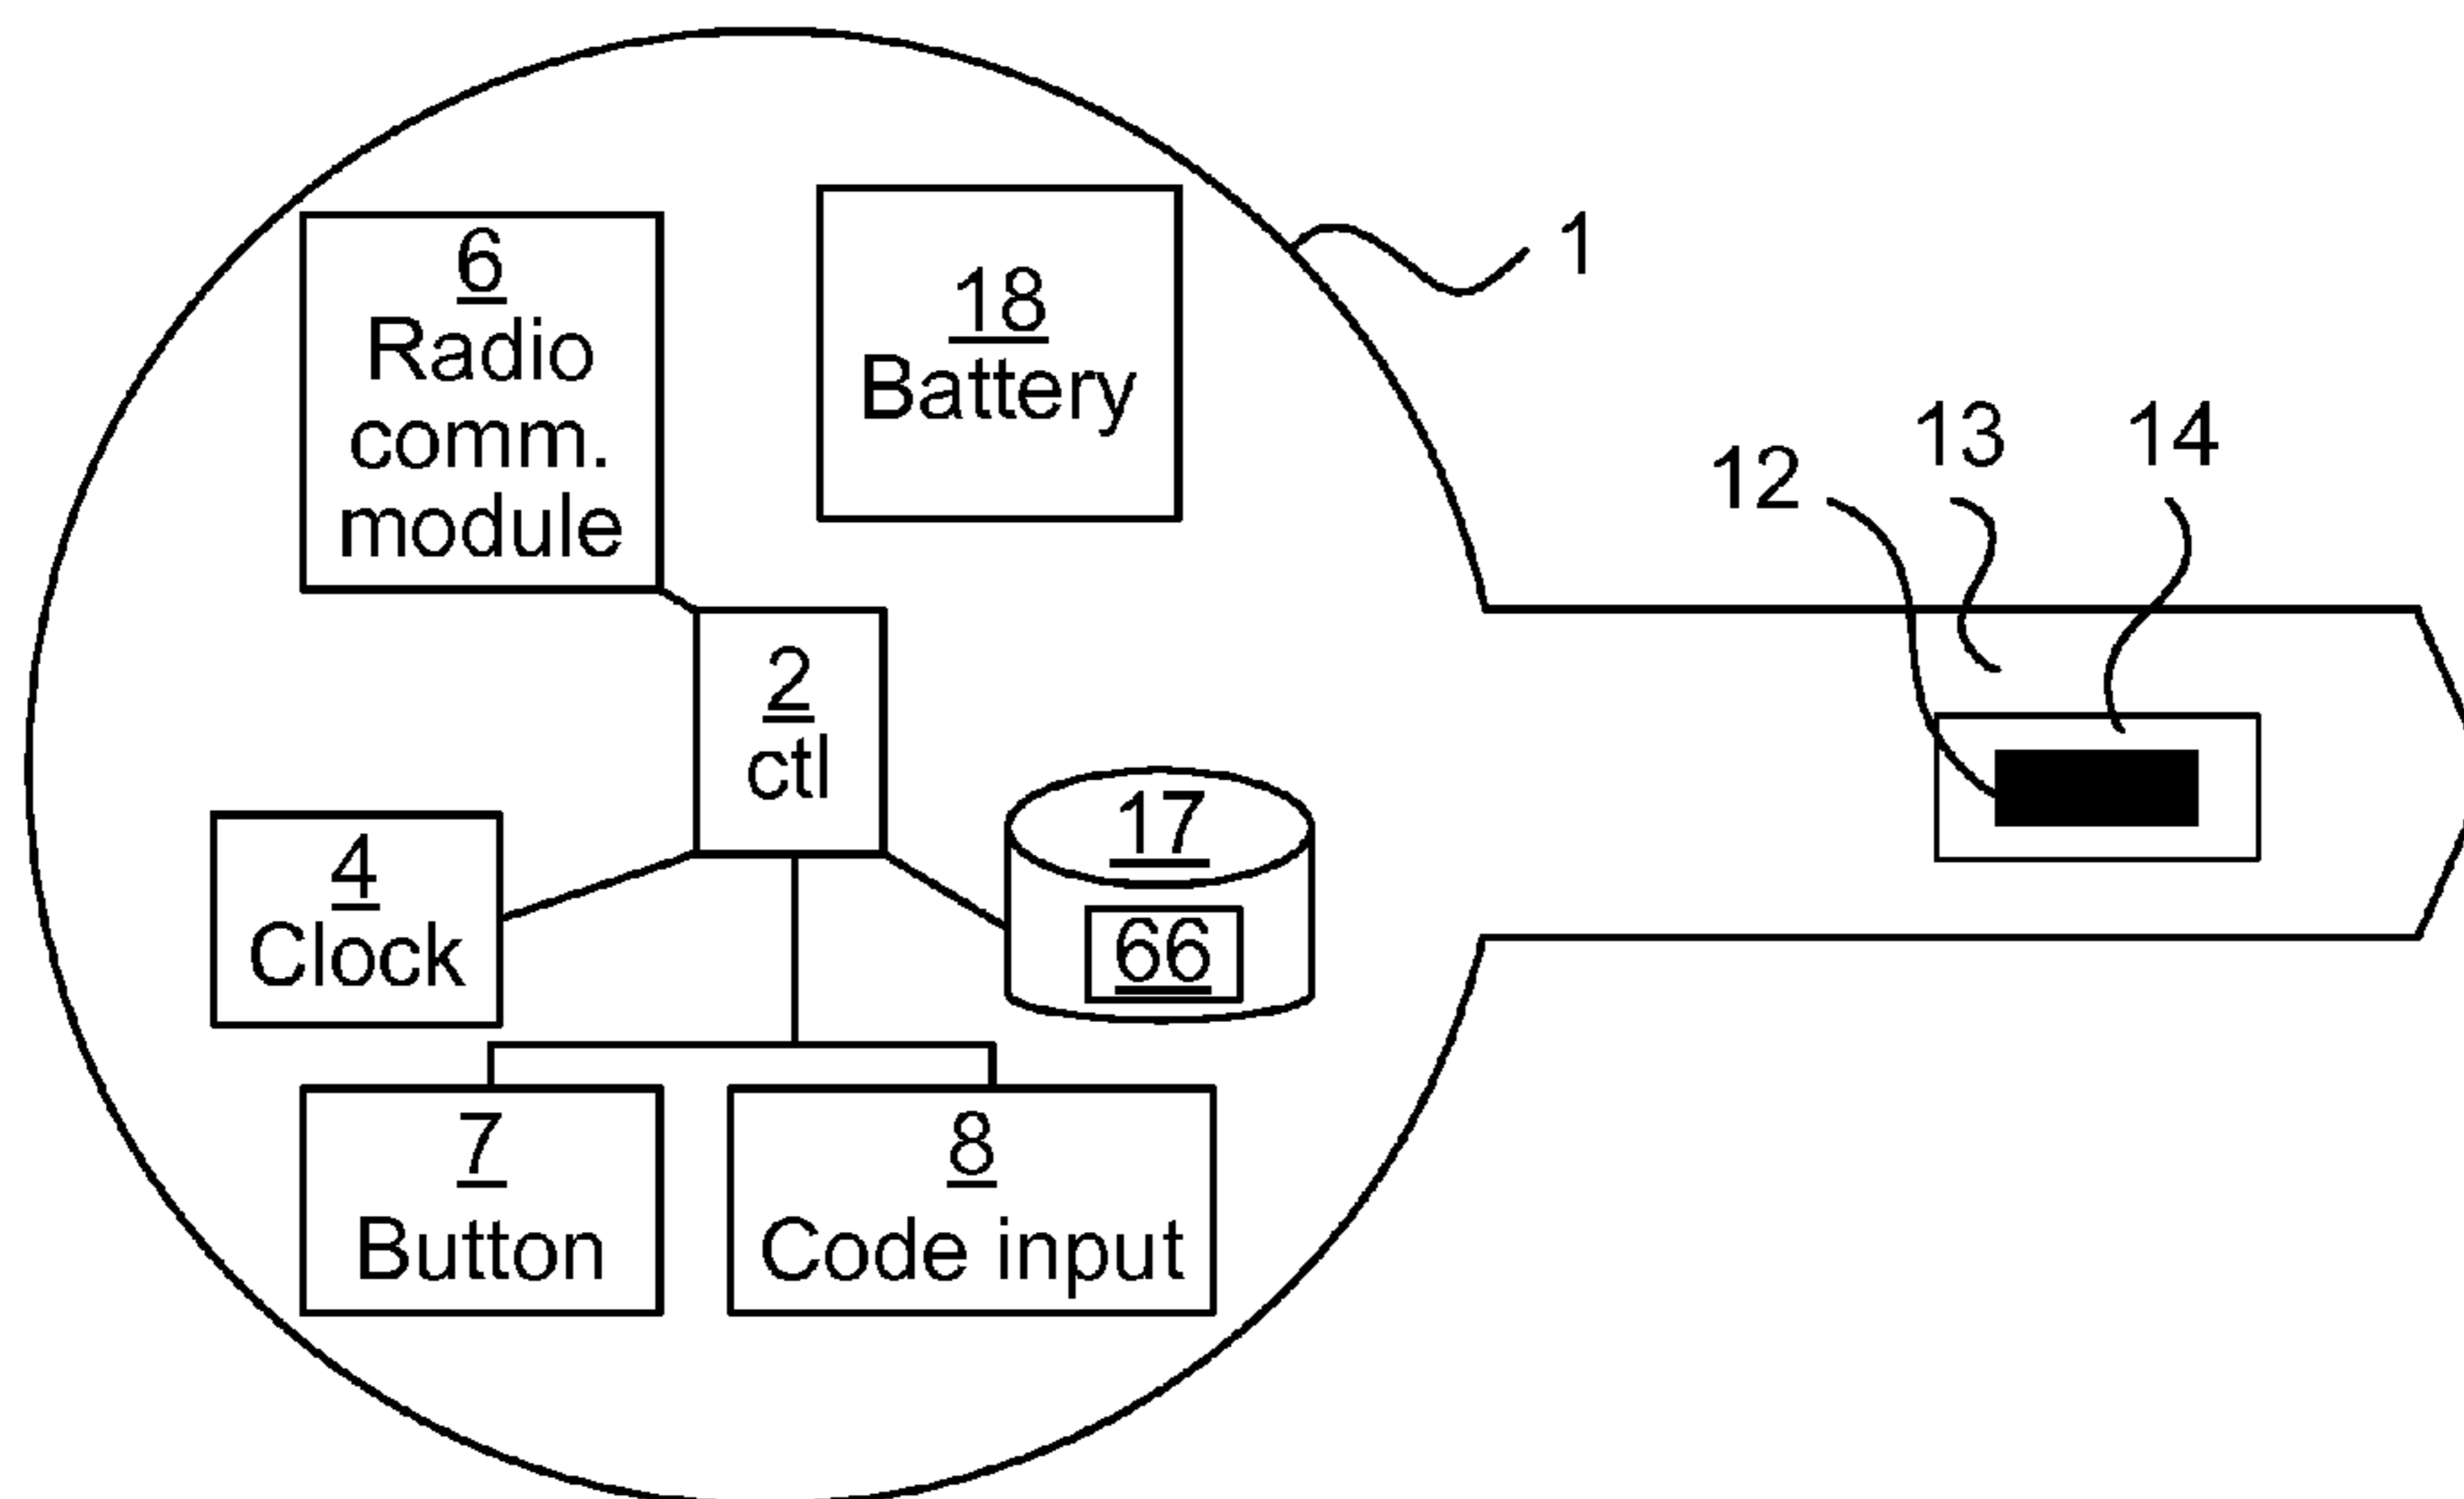 6
Radio
comm.
module
18
Battery
1
12
13
14
2
ctl
17
66
4
Clock
7
Button
8
Code input